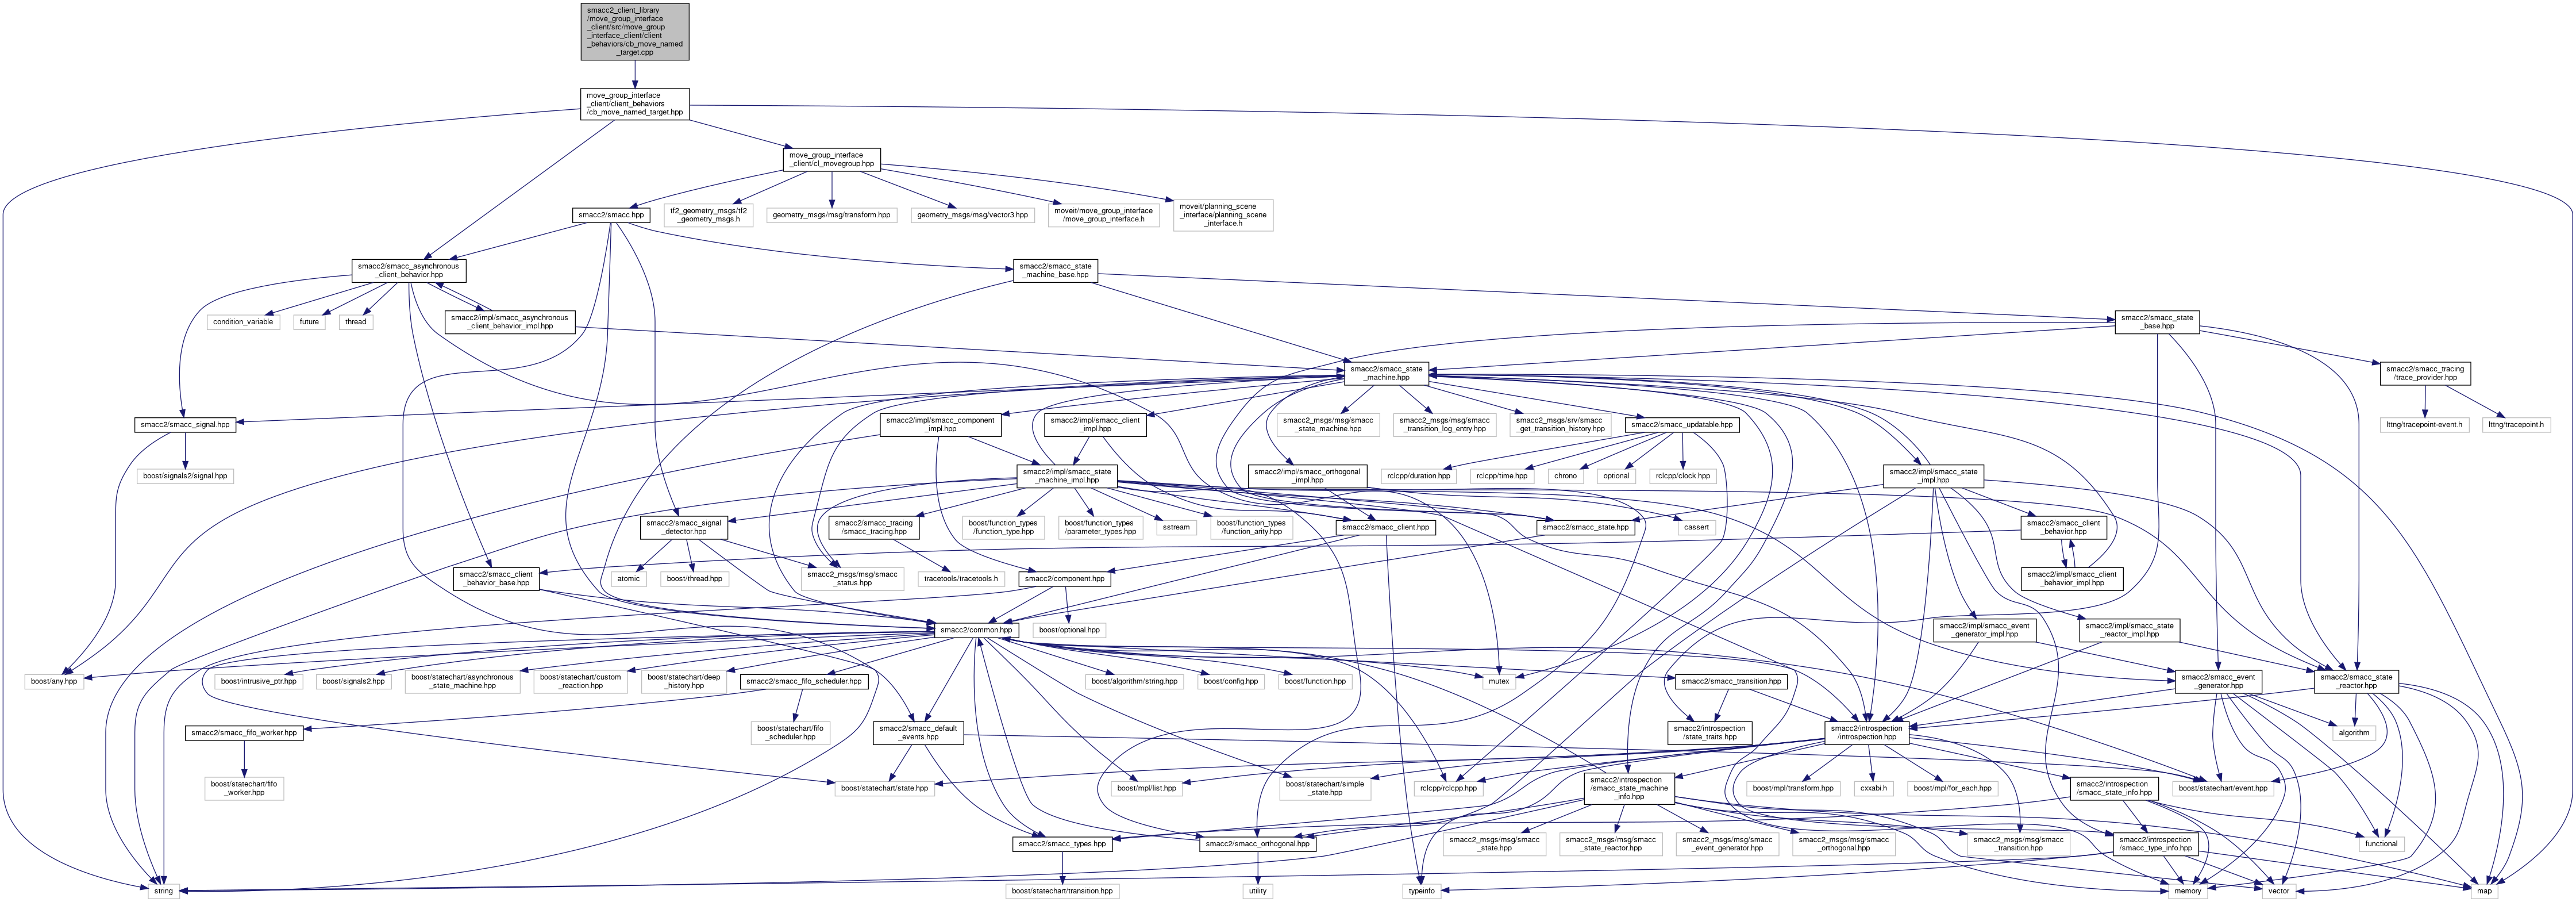 smacc2_client_library
/move_group_interface
_client/src/move_group
_interface_client/client
_behaviors/cb_move_named
_target.cpp
move_group_interface
_client/client_behaviors
/cb_move_named_target.hpp
move_group_interface
_client/cl_movegroup.hpp
smacc2/smacc.hpp
tf2_geometry_msgs/tf2
_geometry_msgs.h
geometry_msgs/msg/transform.hpp
geometry_msgs/msg/vector3.hpp
moveit/move_group_interface
/move_group_interface.h
moveit/planning_scene
_interface/planning_scene
_interface.h
smacc2/smacc_asynchronous
_client_behavior.hpp
smacc2/smacc_state
_machine_base.hpp
condition_variable
future
thread
smacc2/impl/smacc_asynchronous
_client_behavior_impl.hpp
smacc2/smacc_state
_base.hpp
smacc2/smacc_state
_machine.hpp
smacc2/smacc_tracing
/trace_provider.hpp
smacc2/smacc_signal.hpp
smacc2/impl/smacc_component
_impl.hpp
smacc2/impl/smacc_client
_impl.hpp
smacc2_msgs/msg/smacc
_state_machine.hpp
smacc2_msgs/msg/smacc
_transition_log_entry.hpp
smacc2_msgs/srv/smacc
_get_transition_history.hpp
smacc2/smacc_updatable.hpp
lttng/tracepoint-event.h
lttng/tracepoint.h
boost/signals2/signal.hpp
smacc2/impl/smacc_state
_machine_impl.hpp
smacc2/impl/smacc_orthogonal
_impl.hpp
rclcpp/duration.hpp
rclcpp/time.hpp
chrono
optional
rclcpp/clock.hpp
smacc2/impl/smacc_state
_impl.hpp
smacc2/smacc_signal
_detector.hpp
smacc2/smacc_tracing
/smacc_tracing.hpp
boost/function_types
/function_type.hpp
boost/function_types
/parameter_types.hpp
sstream
boost/function_types
/function_arity.hpp
smacc2/smacc_client.hpp
smacc2/smacc_state.hpp
cassert
smacc2/smacc_client
_behavior.hpp
smacc2/smacc_client
_behavior_base.hpp
atomic
boost/thread.hpp
smacc2_msgs/msg/smacc
_status.hpp
tracetools/tracetools.h
smacc2/component.hpp
smacc2/impl/smacc_client
_behavior_impl.hpp
smacc2/common.hpp
boost/optional.hpp
smacc2/impl/smacc_event
_generator_impl.hpp
smacc2/impl/smacc_state
_reactor_impl.hpp
boost/any.hpp
boost/intrusive_ptr.hpp
boost/signals2.hpp
boost/statechart/asynchronous
_state_machine.hpp
boost/statechart/custom
_reaction.hpp
boost/statechart/deep
_history.hpp
smacc2/smacc_fifo_scheduler.hpp
boost/algorithm/string.hpp
boost/config.hpp
boost/function.hpp
mutex
smacc2/smacc_transition.hpp
smacc2/smacc_event
_generator.hpp
smacc2/smacc_state
_reactor.hpp
smacc2/smacc_fifo_worker.hpp
boost/statechart/fifo
_scheduler.hpp
smacc2/smacc_default
_events.hpp
smacc2/introspection
/state_traits.hpp
smacc2/introspection
/introspection.hpp
algorithm
boost/statechart/fifo
_worker.hpp
boost/statechart/state.hpp
boost/mpl/list.hpp
boost/statechart/simple
_state.hpp
rclcpp/rclcpp.hpp
smacc2/introspection
/smacc_state_machine
_info.hpp
boost/mpl/transform.hpp
cxxabi.h
boost/mpl/for_each.hpp
smacc2/introspection
/smacc_state_info.hpp
boost/statechart/event.hpp
smacc2/smacc_types.hpp
smacc2/smacc_orthogonal.hpp
smacc2_msgs/msg/smacc
_state.hpp
smacc2_msgs/msg/smacc
_state_reactor.hpp
smacc2_msgs/msg/smacc
_event_generator.hpp
smacc2_msgs/msg/smacc
_orthogonal.hpp
smacc2_msgs/msg/smacc
_transition.hpp
smacc2/introspection
/smacc_type_info.hpp
functional
string
boost/statechart/transition.hpp
utility
typeinfo
memory
vector
map